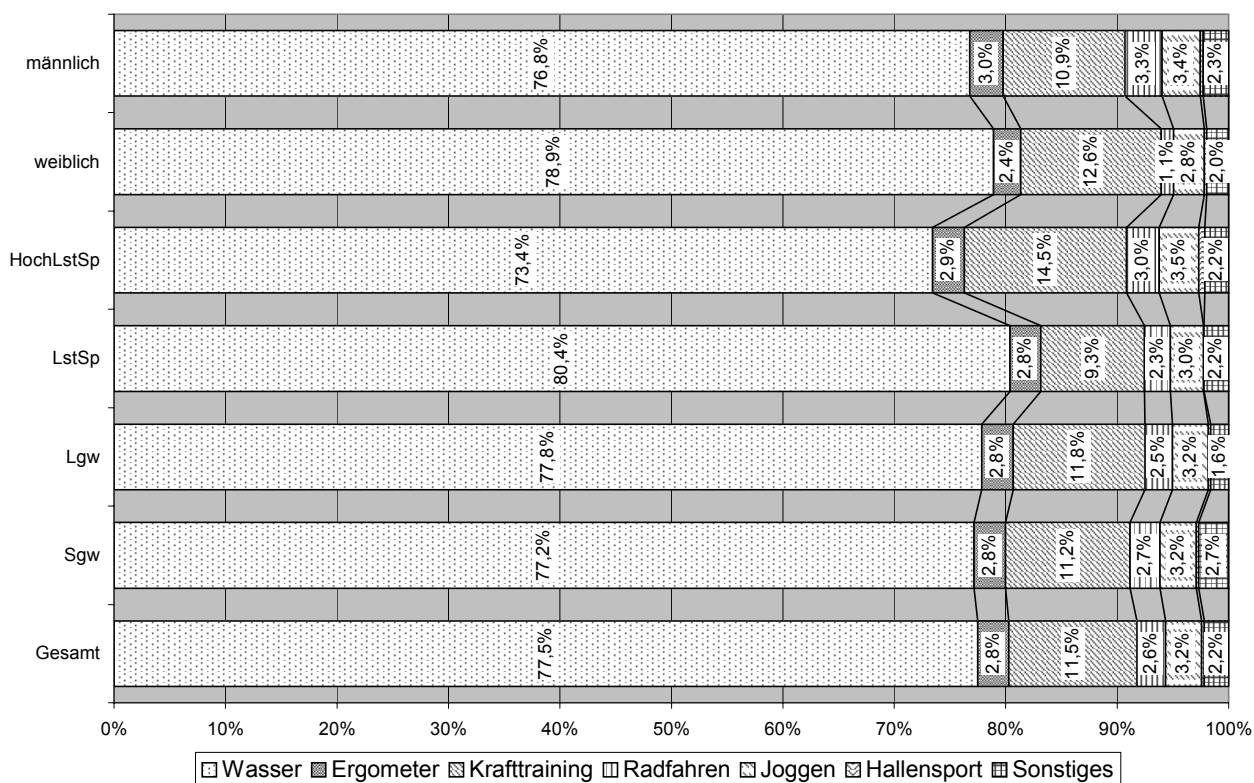 männlich
76,8% 3,0% 10,9% 3,3% 3,4% 2,3%
weiblich
78,9% 2,4% 12,6% 1,1% 2,8% 2,0%
HochLstSp
73,4% 2,9% 14,5% 3,0% 3,5% 2,2%
LstSp
80,4% 2,8% 9,3% 2,3% 3,0% 2,2%
Lgw
77,8% 2,8% 11,8% 2,5% 3,2% 1,6%
Sgw
77,2% 2,8% 11,2% 2,7% 3,2% 2,7%
Gesamt
77,5% 2,8% 11,5% 2,6% 3,2% 2,2%
0% 10% 20% 30% 40% 50% 60% 70% 80% 90% 100%
Wasser Ergometer Krafttraining Radfahren Joggen Hallensport Sonstiges